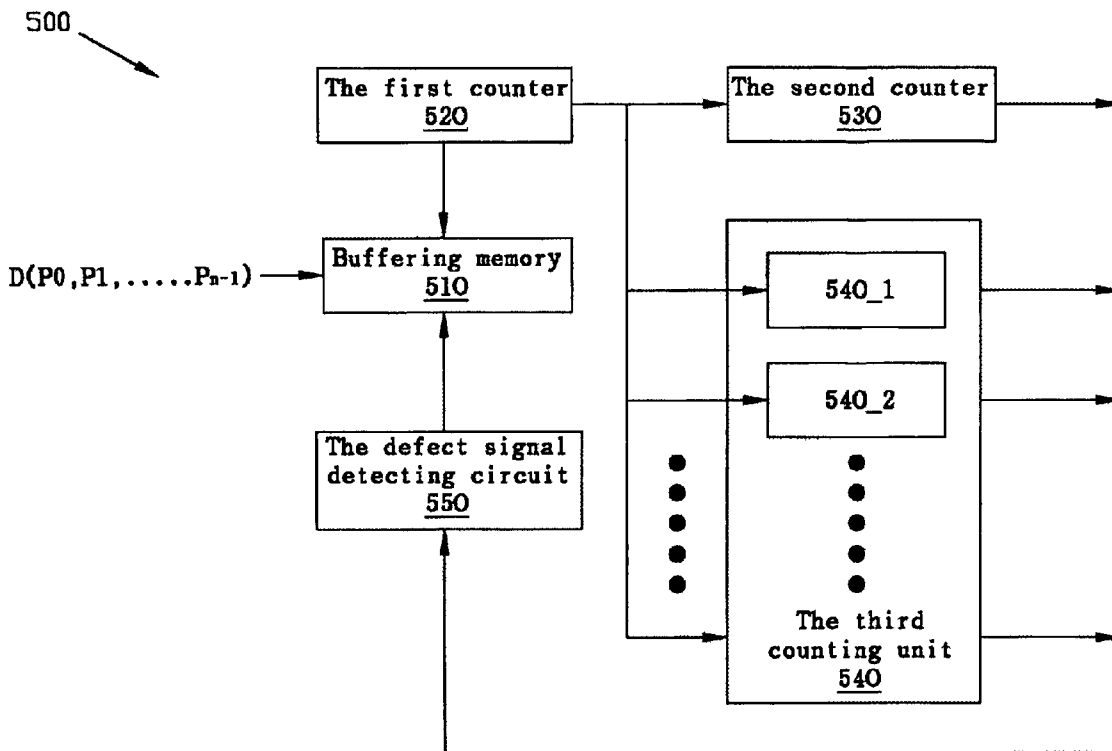 500
The first counter
520
The second counter
530
D(P0,P1,.....Pn-1)
Buffering memory
510
540_1
540_2
The defect signal
detecting circuit
550
The third
counting unit
540